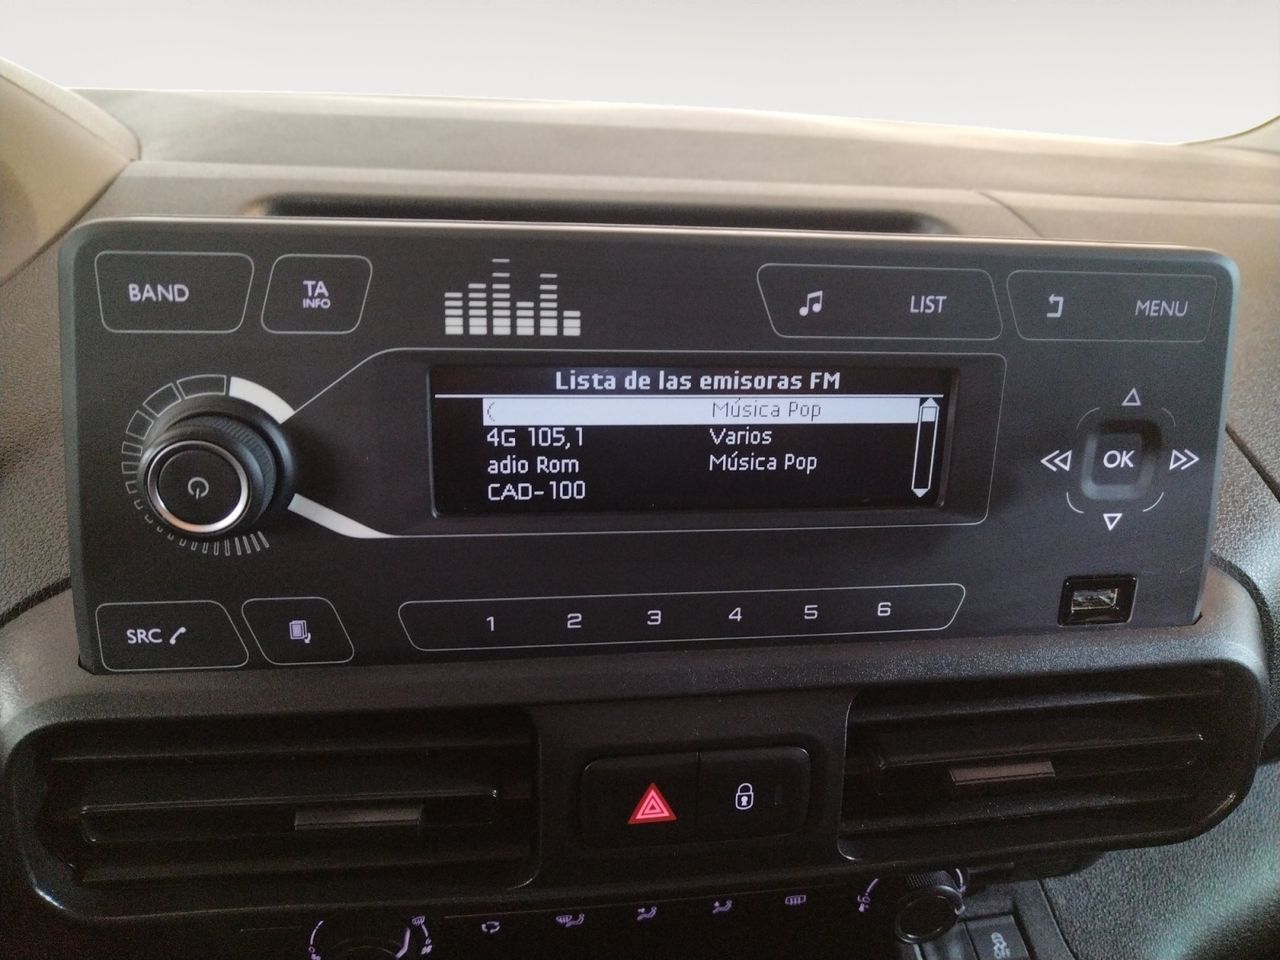 BAND
TA
INFO
LIST
MENU
Lista de las emisoras FM
( Música Pop
4G 105,1 Varios
adio Rom Música Pop
CAD-100
OK
SRC
1 2 3 4 5 6